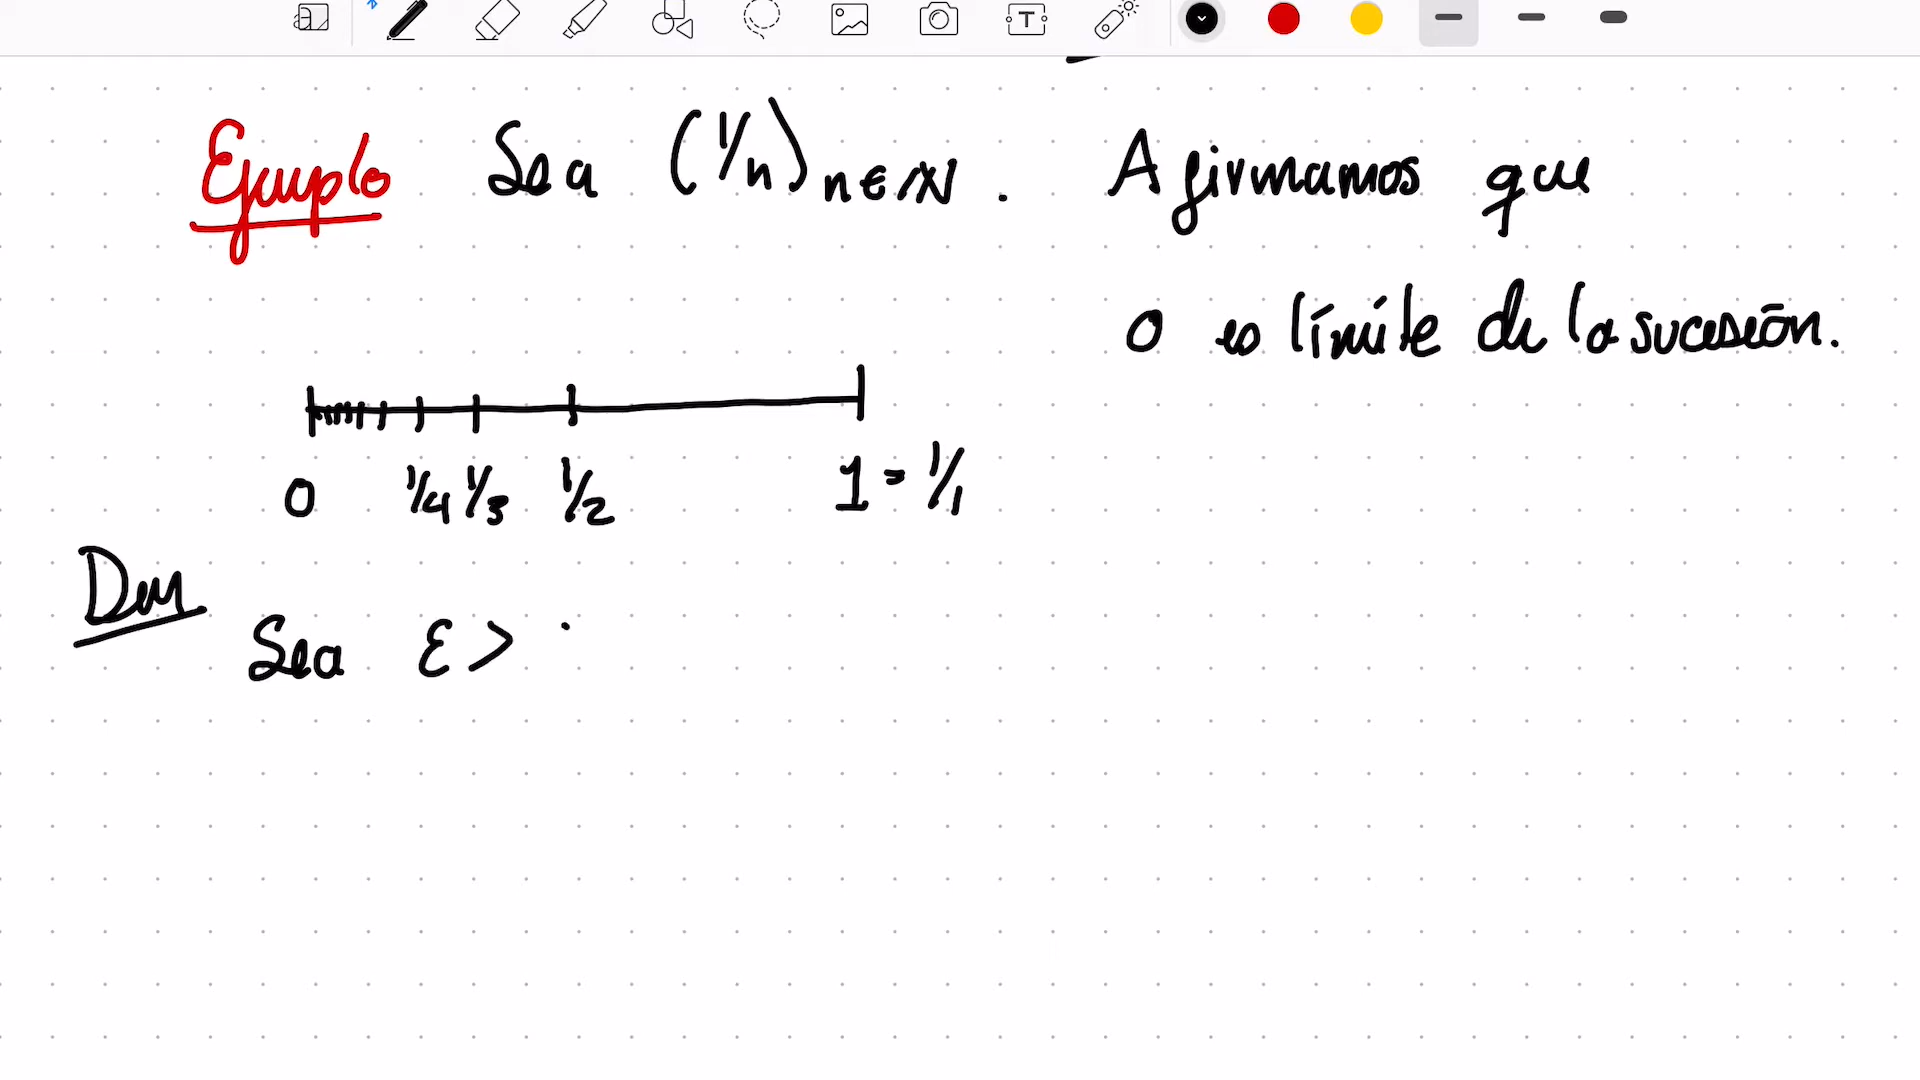 Ejemplo Sea (1/n)n∈ℕ. Afirmamos que
0 es límite de la sucesión.
0 1/4 1/3 1/2 1 = 1/1
Dem
Sea ε >